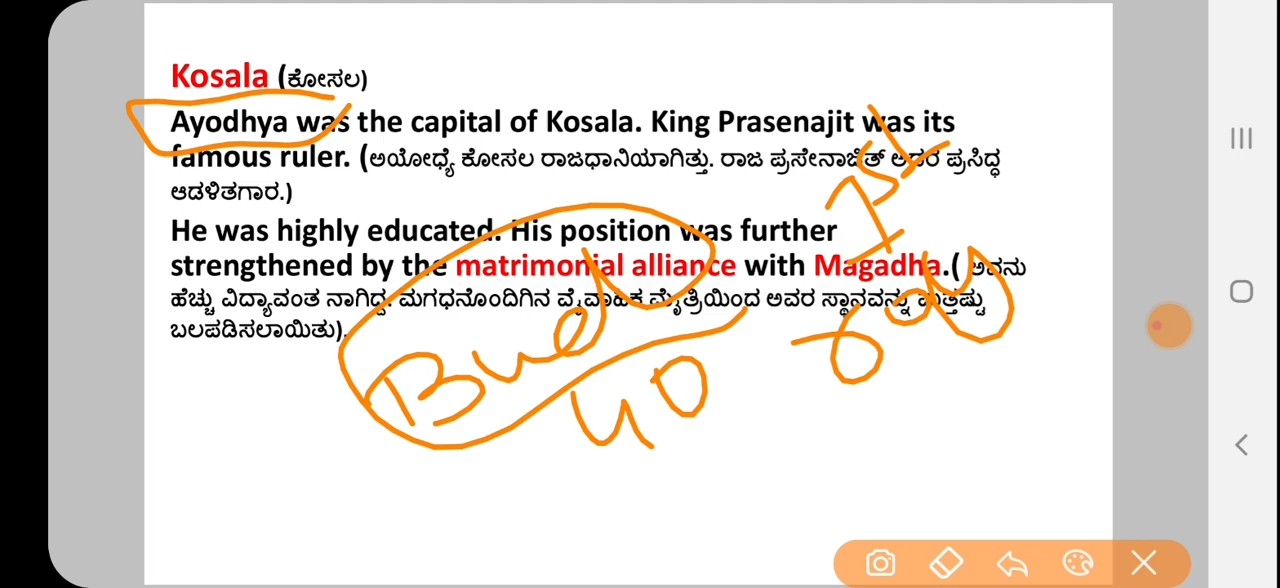 Kosala (ಕೋಸಲ)
Ayodhya was the capital of Kosala. King Prasenajit was its
famous ruler. (ಅಯೋಧ್ಯೆ ಕೋಸಲ ರಾಜಧಾನಿಯಾಗಿತ್ತು. ರಾಜ ಪ್ರಸೇನಾಜಿತ್ ಅದರ ಪ್ರಸಿದ್ಧ
ಆಡಳಿತಗಾರ.)
He was highly educated. His position was further
strengthened by the matrimonial alliance with Magadha.( ಅವನು
ಹೆಚ್ಚು ವಿದ್ಯಾವಂತ ನಾಗಿದ್ದ. ಮಗಧನೊಂದಿಗಿನ ವೈವಾಹಿಕ ಮೈತ್ರಿಯಿಂದ ಅವರ ಸ್ಥಾನವನ್ನು ಮತ್ತಷ್ಟು
ಬಲಪಡಿಸಲಾಯಿತು).
40